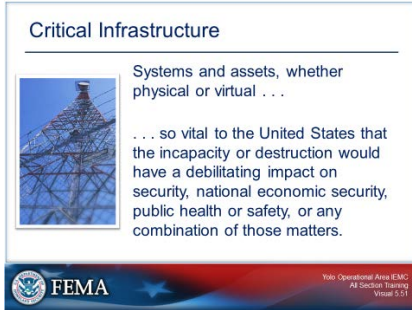 Critical Infrastructure
Systems and assets, whether
physical or virtual . . .
. . . so vital to the United States that
the incapacity or destruction would
have a debilitating impact on
security, national economic security,
public health or safety, or any
combination of those matters.
FEMA
Yolo Operational Area IEMC
All Section Training
Visual 5.51